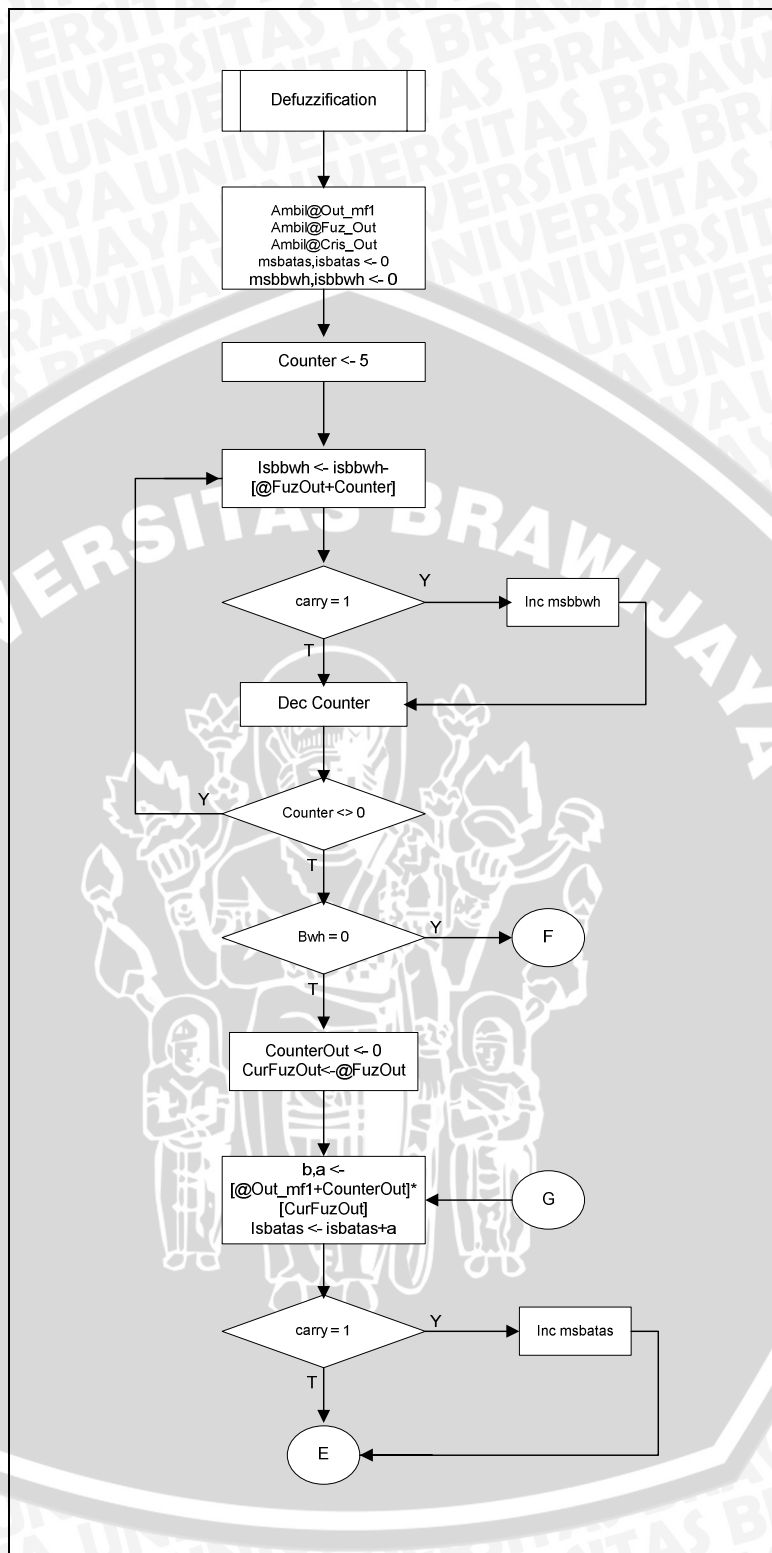 Defuzzification
Ambil@Out_mf1
Ambil@Fuz_Out
Ambil@Cris_Out
msbatas,isbatas <- 0
msbbwh,isbbwh <- 0
Counter <- 5
Isbbwh <- isbbwh-
[@FuzOut+Counter]
carry = 1
Y
Inc msbbwh
T
Dec Counter
Y
Counter <> 0
T
Bwh = 0
Y
F
T
CounterOut <- 0
CurFuzOut<-@FuzOut
b,a <-
[@Out_mf1+CounterOut]*
[CurFuzOut]
Isbatas <- isbatas+a
G
carry = 1
Y
Inc msbatas
T
E
UNIVERSITAS BRAWIJAYA